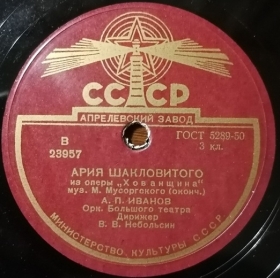 СССР
АПРЕЛЕВСКИЙ ЗАВОД
В
23957
ГОСТ 5289-50
3 кл.
АРИЯ ШАКЛОВИТОГО
из оперы „Хованщина"
муз. М. Мусоргского (оконч.)
А. П. ИВАНОВ
Орк. Большого театра
Дирижер
В. В. Небольсин
МИНИСТЕРСТВО КУЛЬТУРЫ СССР